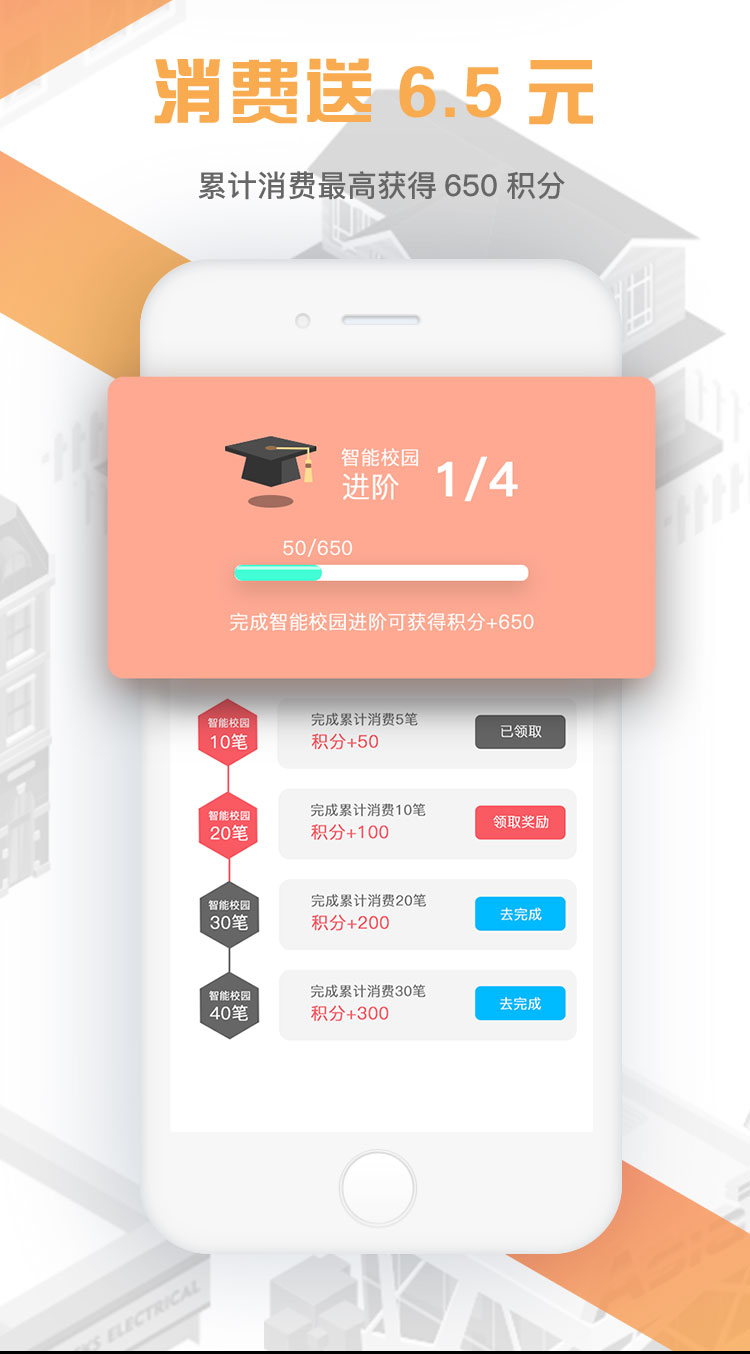 消费送 6.5 元
累计消费最高获得 650 积分
智能校园
进阶 1/4
50/650
完成智能校园进阶可获得积分+650
智能校园
10笔
完成累计消费5笔
积分+50
已领取
智能校园
20笔
完成累计消费10笔
积分+100
领取奖励
智能校园
30笔
完成累计消费20笔
积分+200
去完成
智能校园
40笔
完成累计消费30笔
积分+300
去完成
ELECTRICAL